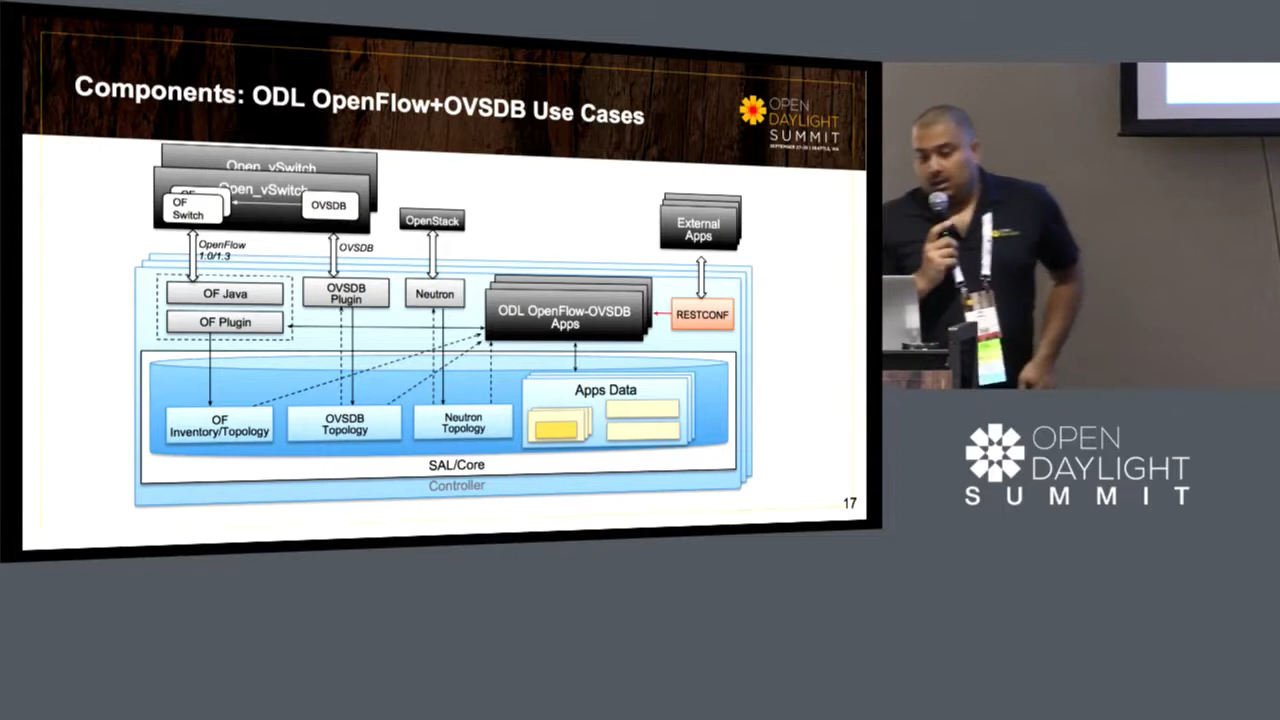 Components: ODL OpenFlow+OVSDB Use Cases
OPEN
DAYLIGHT
SUMMIT
Open_vSwitch
Open_vSwitch
OF
Switch
OVSDB
OpenFlow
1.0/1.3
OVSDB
OpenStack
External
Apps
OF Java
OF Plugin
OVSDB
Plugin
Neutron
ODL OpenFlow-OVSDB
Apps
RESTCONF
Apps Data
OF
Inventory/Topology
OVSDB
Topology
Neutron
Topology
SAL/Core
Controller
17
OPEN
DAYLIGHT
SUMMIT